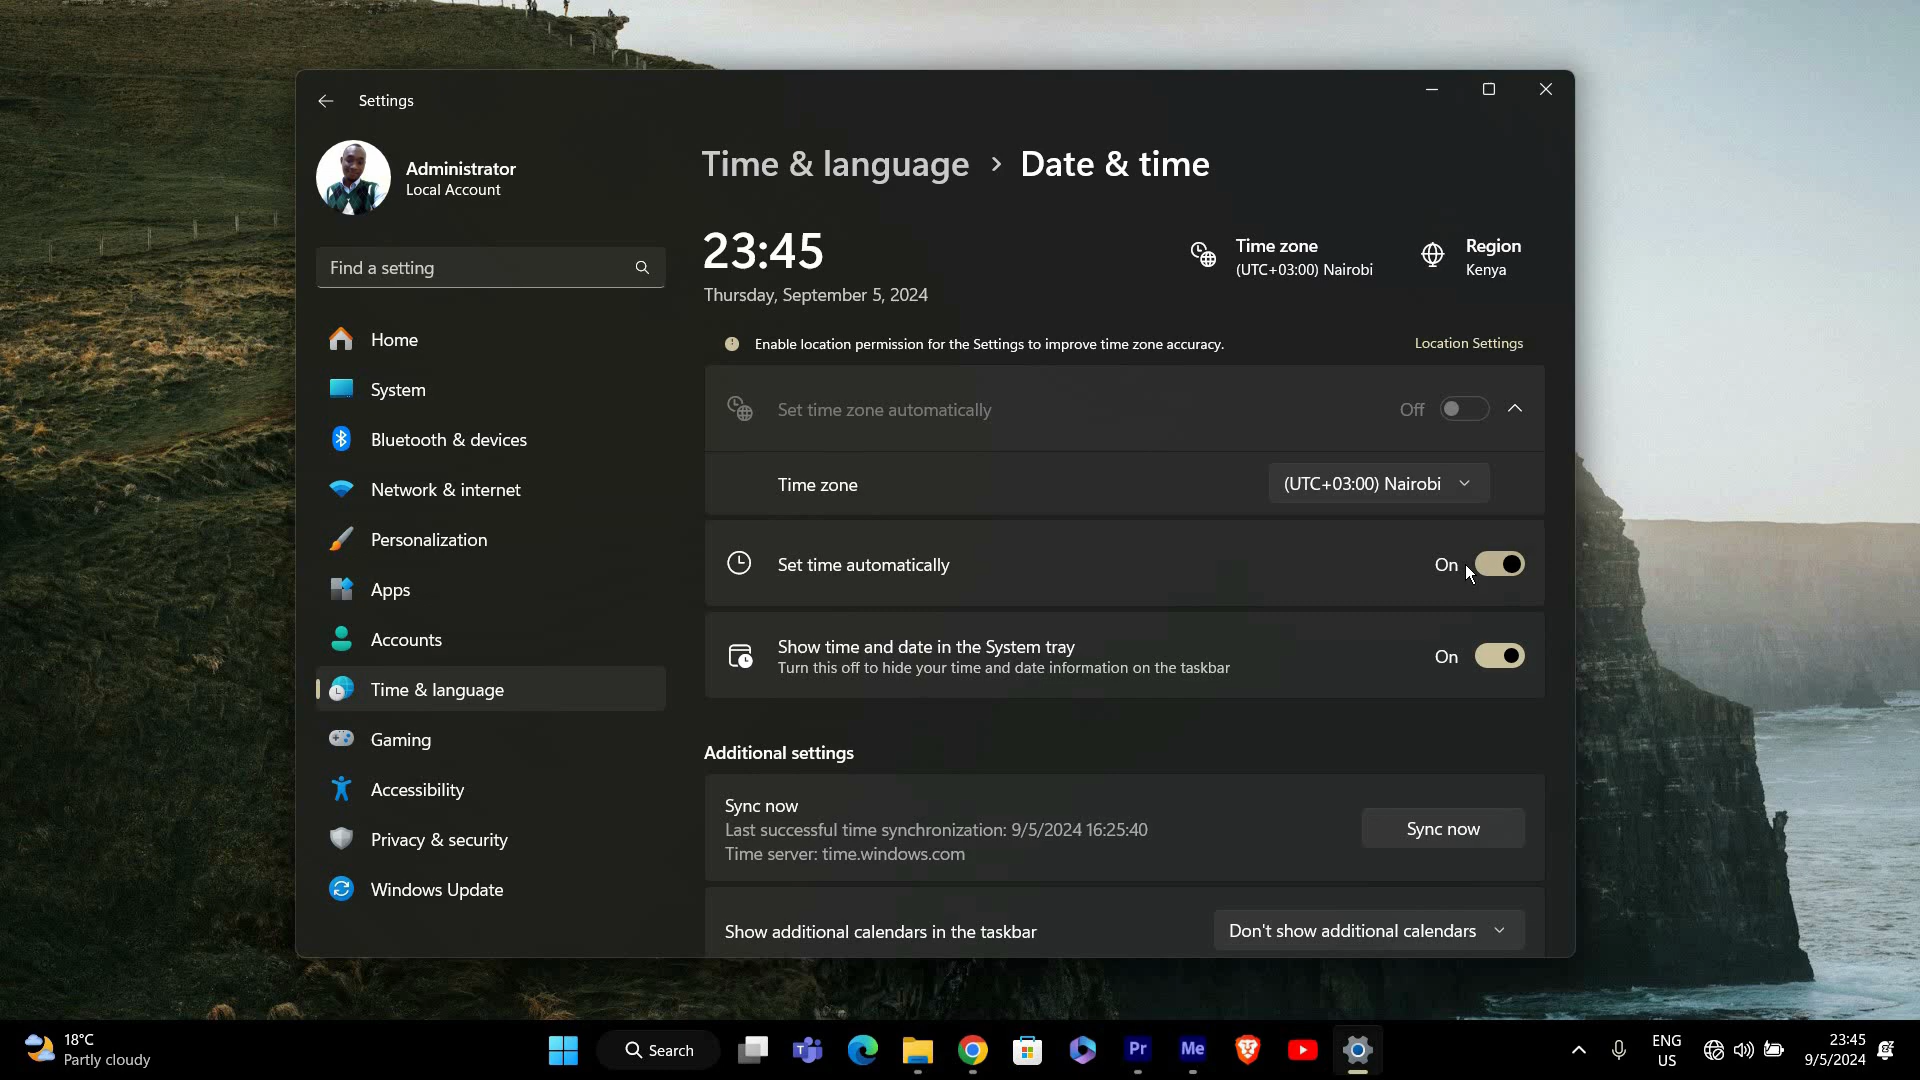 Settings
Administrator
Local Account
Find a setting
Home
System
Bluetooth & devices
Network & internet
Personalization
Apps
Accounts
Time & language
Gaming
Accessibility
Privacy & security
Windows Update
Time & language > Date & time
23:45
Thursday, September 5, 2024
Time zone
(UTC+03:00) Nairobi
Region
Kenya
Enable location permission for the Settings to improve time zone accuracy.
Location Settings
Set time zone automatically
Off
Time zone
(UTC+03:00) Nairobi
Set time automatically
On
Show time and date in the System tray
Turn this off to hide your time and date information on the taskbar
On
Additional settings
Sync now
Last successful time synchronization: 9/5/2024 16:25:40
Time server: time.windows.com
Sync now
Show additional calendars in the taskbar
Don't show additional calendars
18°C
Partly cloudy
Search
Pr
Me
ENG
US
23:45
9/5/2024